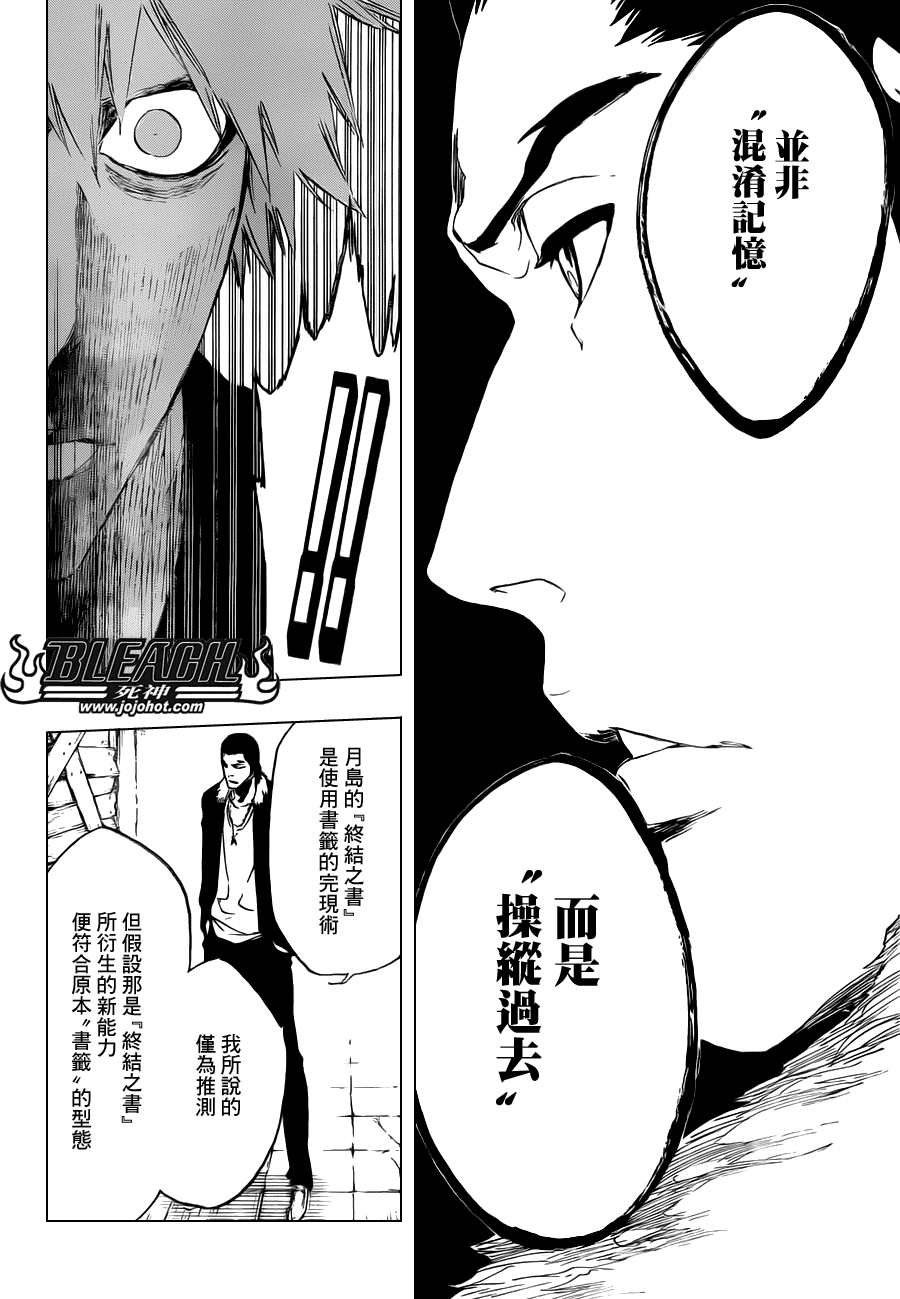 並非
〝混淆記憶〟
而是
〝操縱過去〟
!!
BLEACH
死神
www.jojohot.com
月島的『終結之書』
是使用書籤的完現術
我所說的
僅為推測
但假設那是『終結之書』
所衍生的新能力
便符合原本〝書籤〟的型態